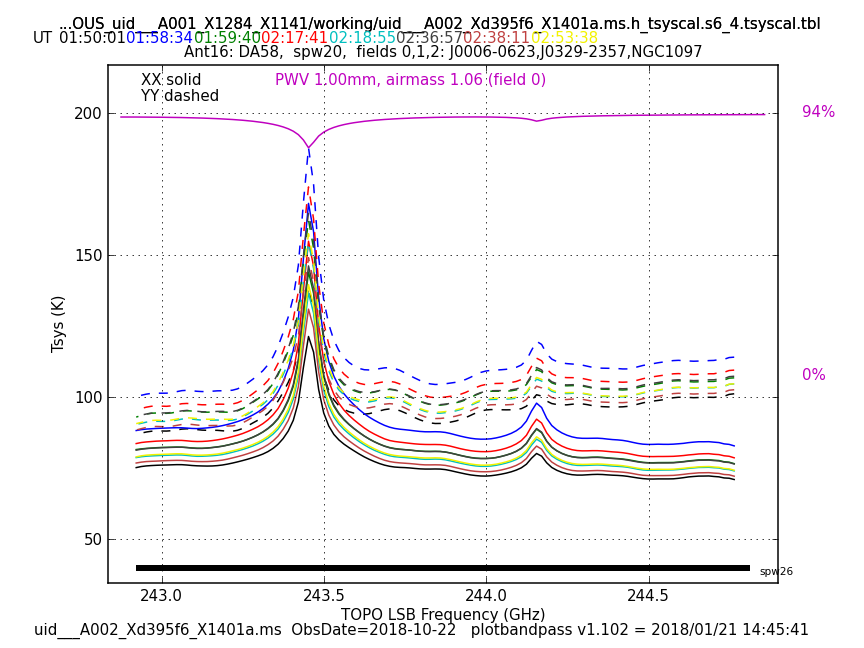 ...OUS_uid___A001_X1284_X1141/working/uid___A002_Xd395f6_X1401a.ms.h_tsyscal.s6_4.tsyscal.tbl
UT 01:50:01 01:58:34 01:59:40 02:17:41 02:18:55 02:36:57 02:38:11 02:53:38
Ant16: DA58,  spw20,  fields 0,1,2: J0006-0623,J0329-2357,NGC1097
XX solid
PWV 1.00mm, airmass 1.06 (field 0)
YY dashed
200
94%
150
Tsys (K)
100
0%
50
spw26
243.0 243.5 244.0 244.5
TOPO LSB Frequency (GHz)
uid___A002_Xd395f6_X1401a.ms  ObsDate=2018-10-22   plotbandpass v1.102 = 2018/01/21 14:45:41